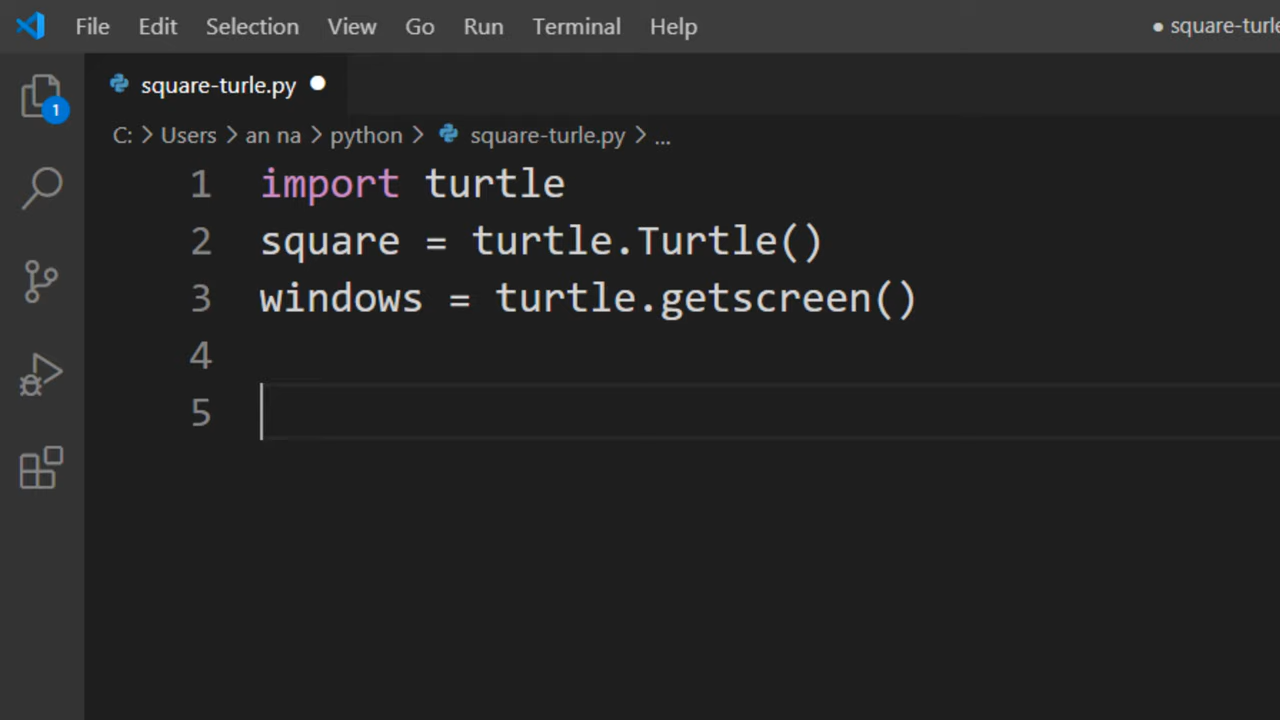 File Edit Selection View Go Run Terminal Help ● square-turle
square-turle.py ●
1
C: > Users > an na > python > square-turle.py > ...
1 import turtle
2 square = turtle.Turtle()
3 windows = turtle.getscreen()
4
5